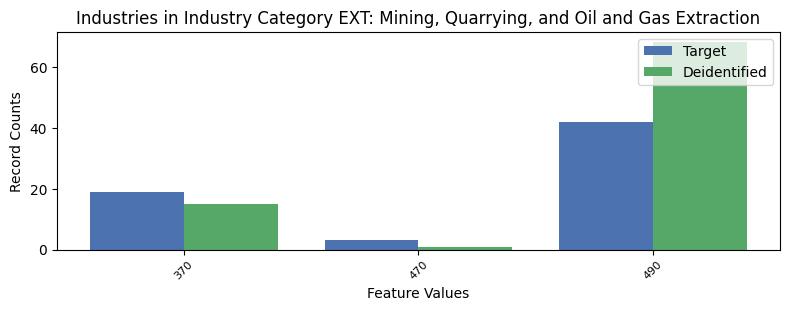 Industries in Industry Category EXT: Mining, Quarrying, and Oil and Gas Extraction
Target
Deidentified
Record Counts
60
40
20
0
370
470
490
Feature Values